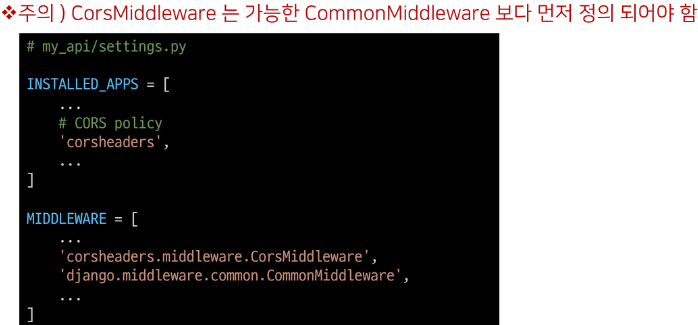 ❖주의 ) CorsMiddleware 는 가능한 CommonMiddleware 보다 먼저 정의 되어야 함
# my_api/settings.py
INSTALLED_APPS = [
    ...
    # CORS policy
    'corsheaders',
    ...
]
MIDDLEWARE = [
    ...
    'corsheaders.middleware.CorsMiddleware',
    'django.middleware.common.CommonMiddleware',
    ...
]